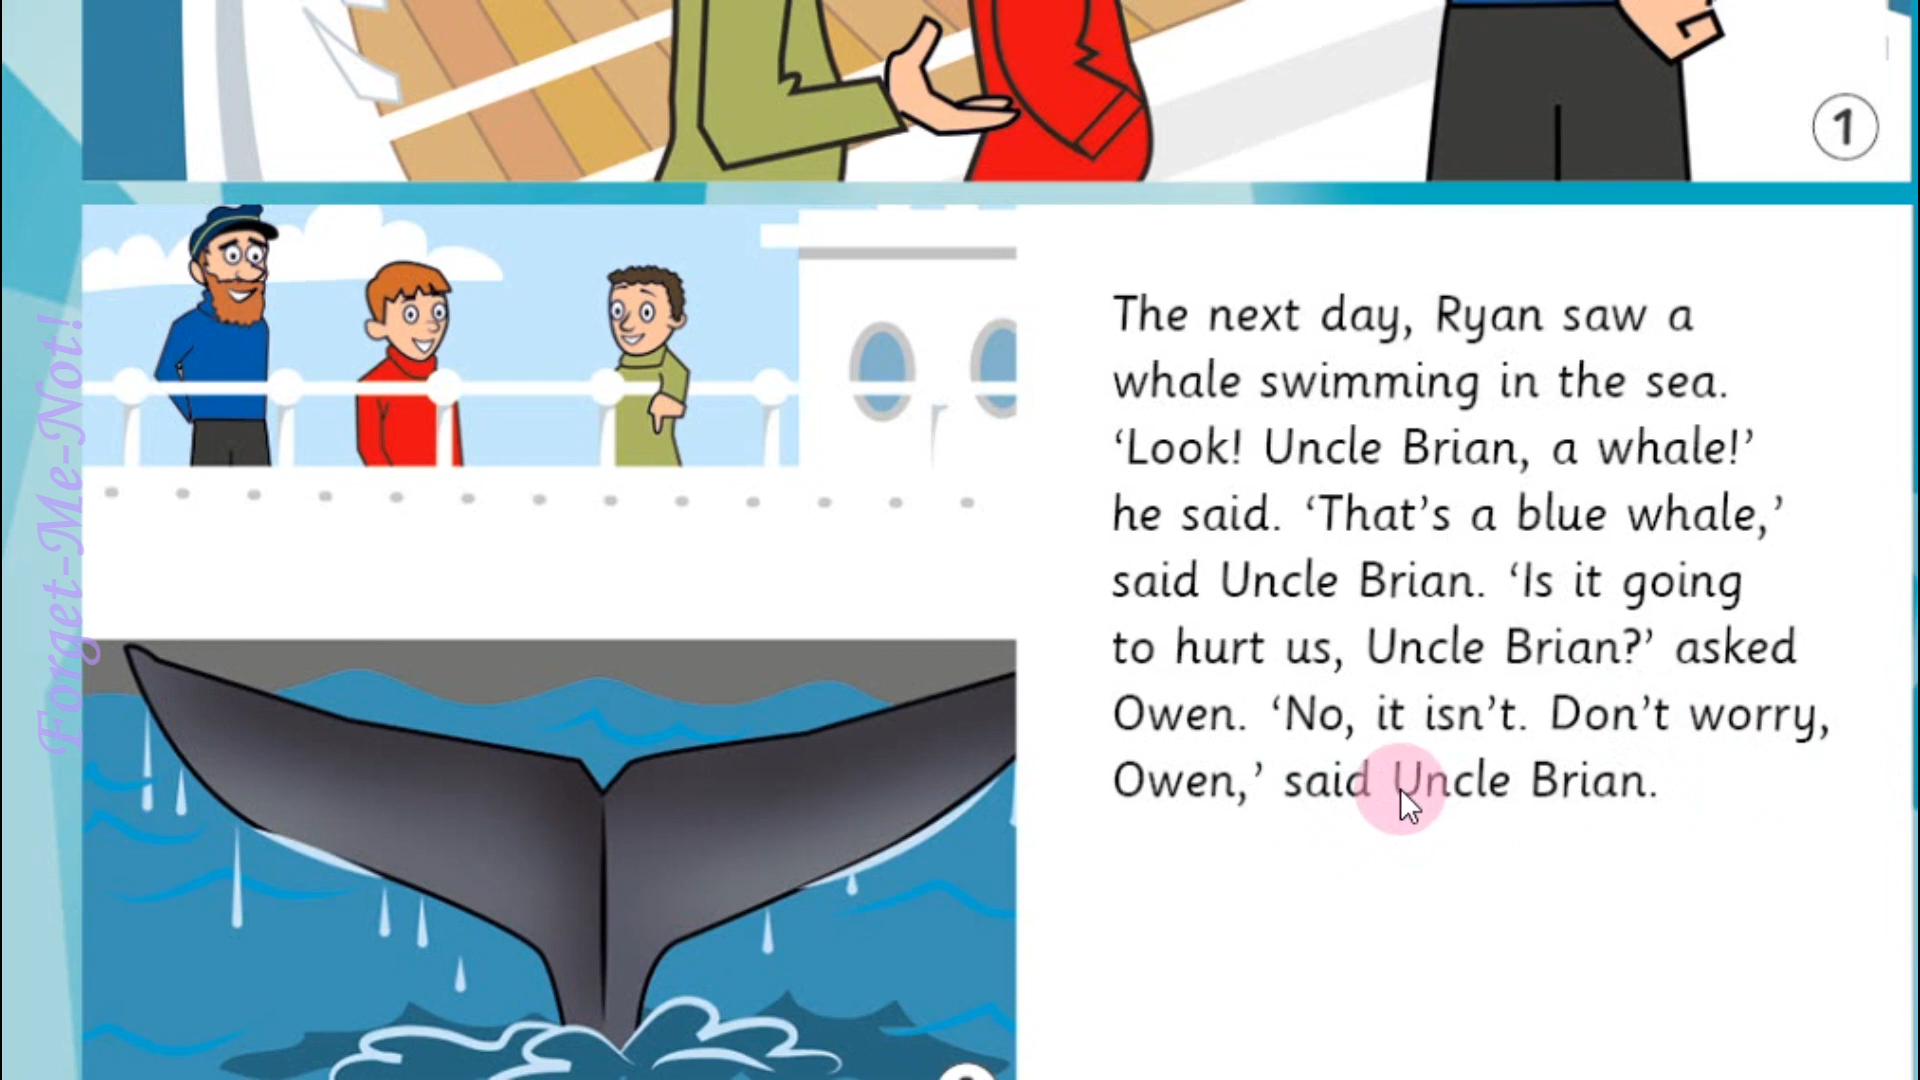 1
Forget-Me-Not!
The next day, Ryan saw a
whale swimming in the sea.
‘Look! Uncle Brian, a whale!’
he said. ‘That’s a blue whale,’
said Uncle Brian. ‘Is it going
to hurt us, Uncle Brian?’ asked
Owen. ‘No, it isn’t. Don’t worry,
Owen,’ said Uncle Brian.